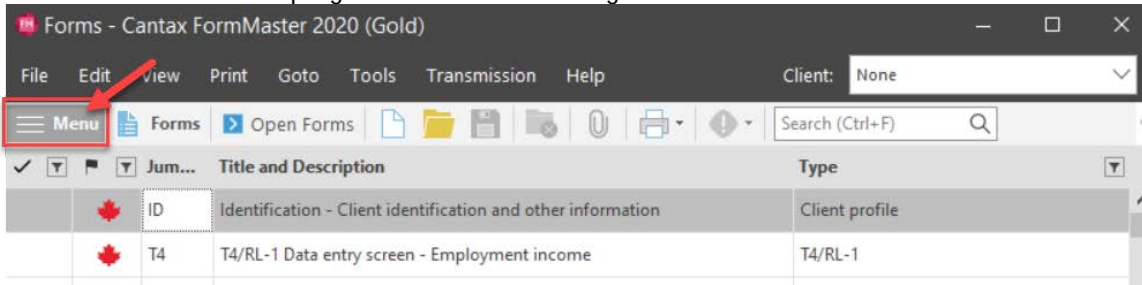 Forms - Cantax FormMaster 2020 (Gold)
File Edit View Print Goto Tools Transmission Help Client: None
Menu Forms Open Forms Search (Ctrl+F)
Jum... Title and Description Type
ID Identification - Client identification and other information Client profile
T4 T4/RL-1 Data entry screen - Employment income T4/RL-1